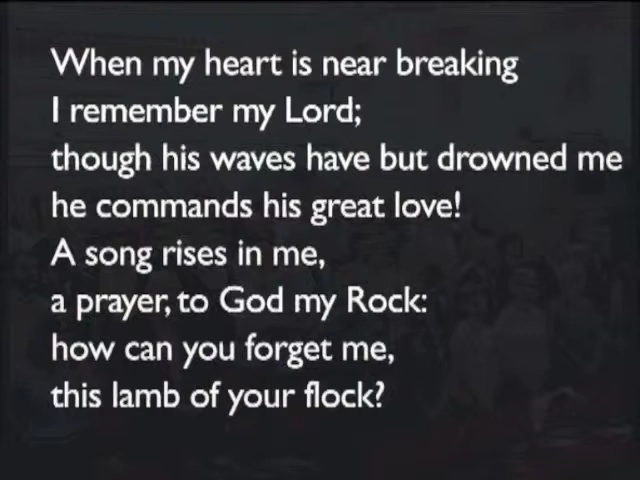 When my heart is near breaking
I remember my Lord;
though his waves have but drowned me
he commands his great love!
A song rises in me,
a prayer, to God my Rock:
how can you forget me,
this lamb of your flock?